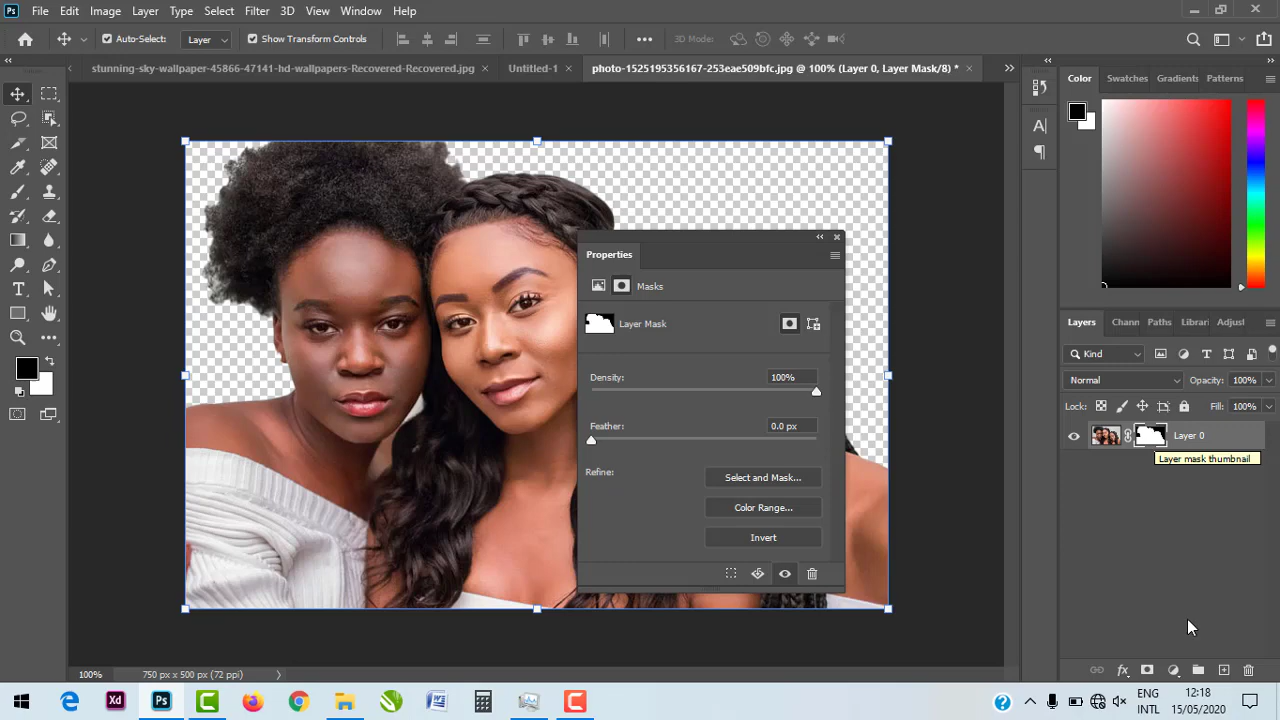 Ps File Edit Image Layer Type Select Filter 3D View Window Help
Auto-Select: Layer Show Transform Controls 3D Mode:
stunning-sky-wallpaper-45866-47141-hd-wallpapers-Recovered-Recovered.jpg × Untitled-1 × photo-1525195356167-253eae509bfc.jpg @ 100% (Layer 0, Layer Mask/8) * ×
Color Swatches Gradients Patterns
Properties
Masks
Layer Mask
Density: 100%
Feather: 0.0 px
Refine: Select and Mask...
Color Range...
Invert
Layers Chann Paths Librari Adjust
Kind
Normal Opacity: 100%
Lock: Fill: 100%
Layer 0
Layer mask thumbnail
100% 750 px x 500 px (72 ppi)
Xd Ps
ENG
INTL
12:18
15/05/2020